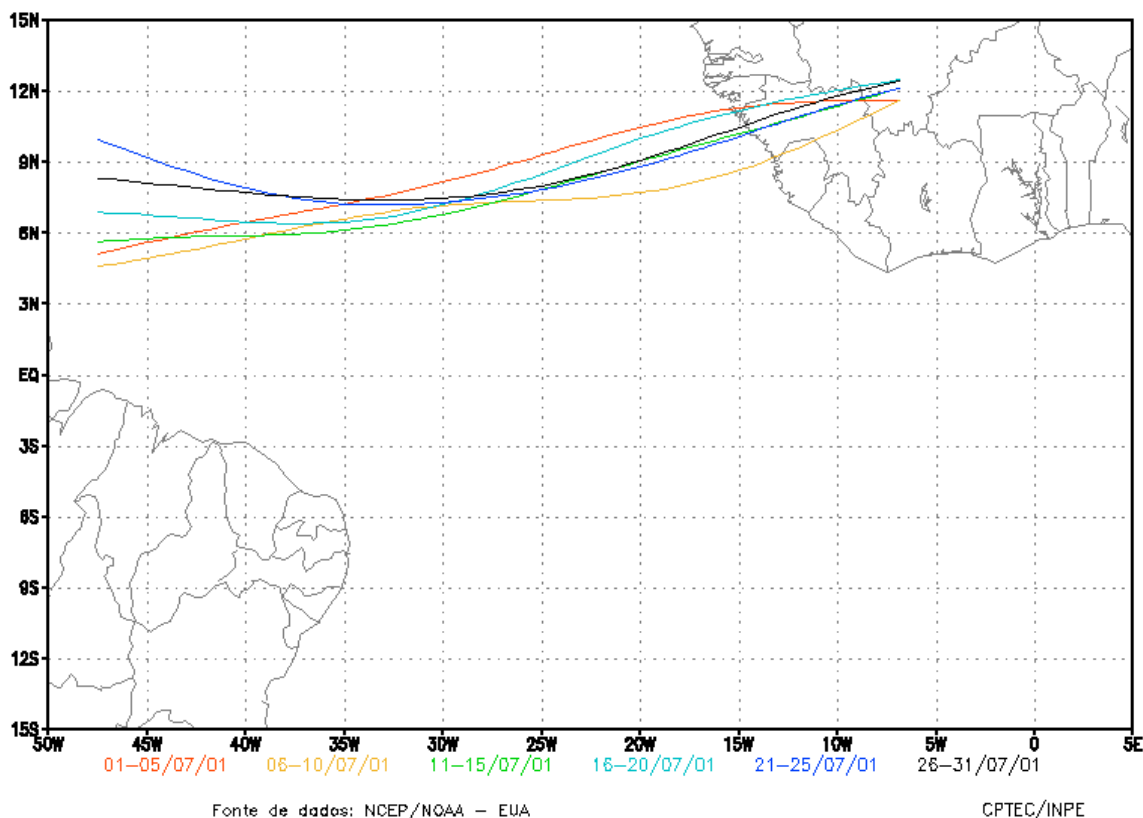 15N
12N
9N
6N
3N
EQ
3S
6S
9S
12S
15S
50W 45W 40W 35W 30W 25W 20W 15W 10W 5W 0 5E
01-05/07/01 06-10/07/01 11-15/07/01 16-20/07/01 21-25/07/01 26-31/07/01
Fonte de dados: NCEP/NOAA - EUA CPTEC/INPE